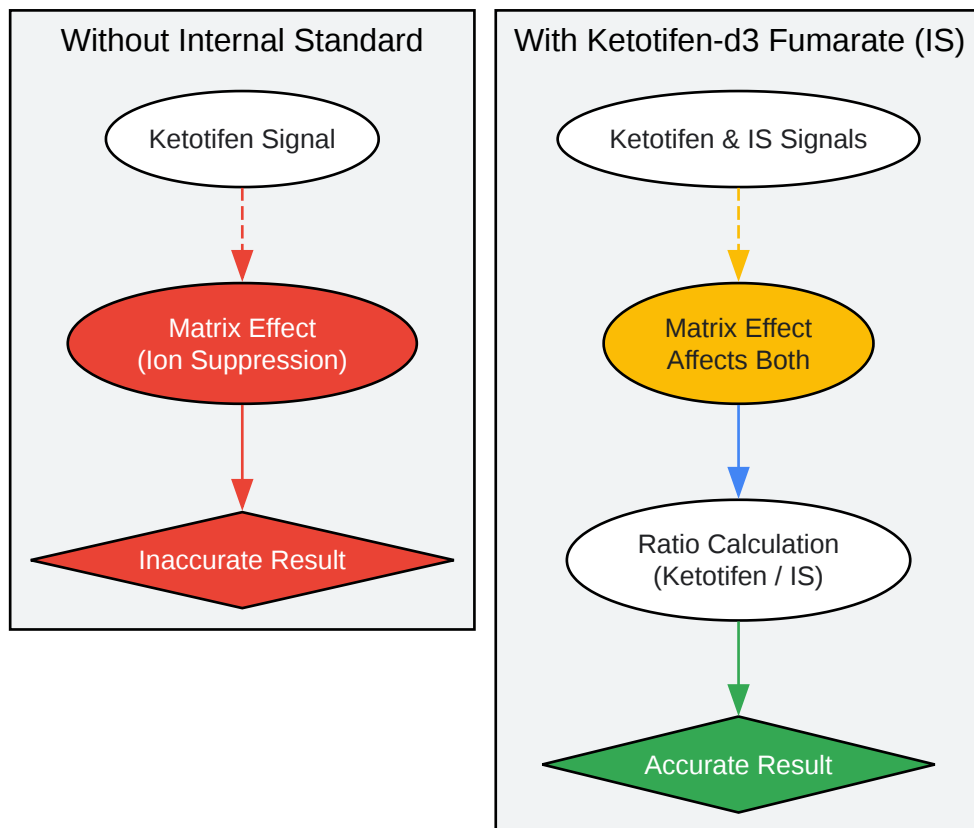 Without Internal Standard
Ketotifen Signal
Matrix Effect
(Ion Suppression)
Inaccurate Result
With Ketotifen-d3 Fumarate (IS)
Ketotifen & IS Signals
Matrix Effect
Affects Both
Ratio Calculation
(Ketotifen / IS)
Accurate Result